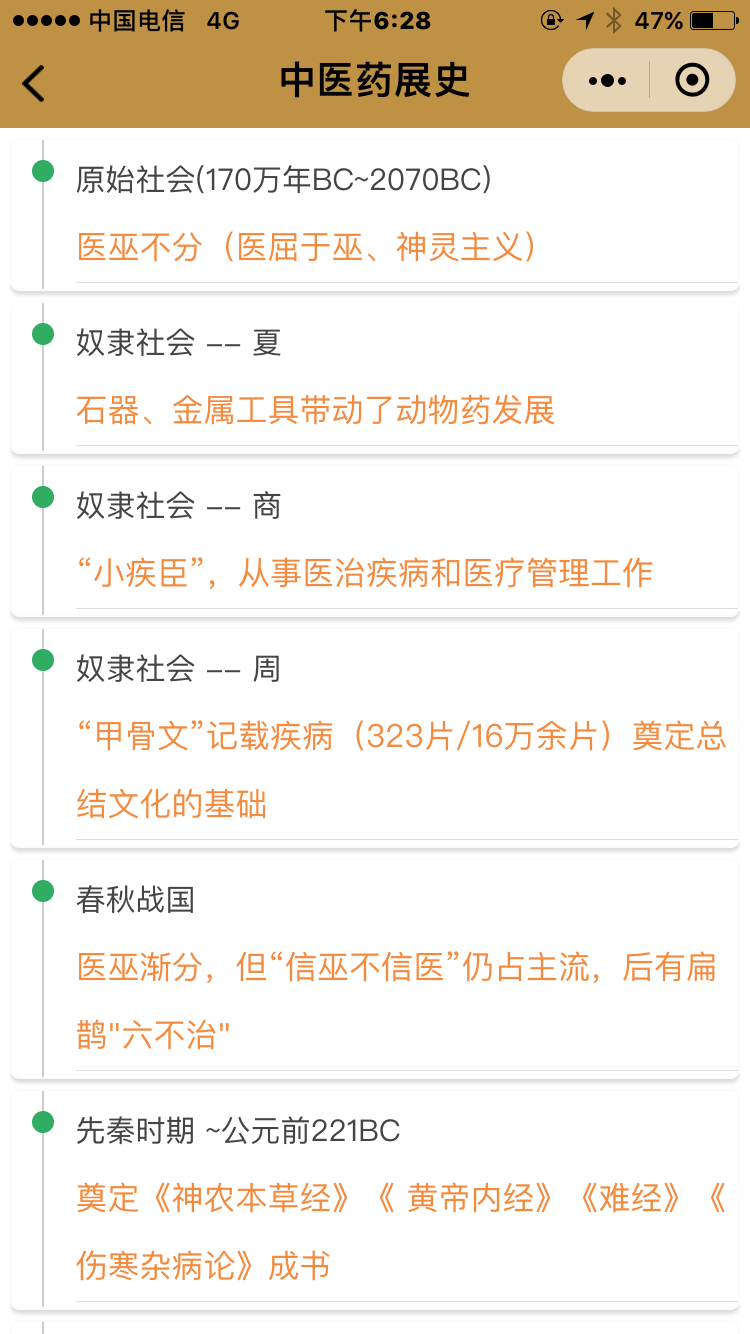 中国电信 4G 下午6:28 47%
中医药展史
原始社会(170万年BC~2070BC)
医巫不分（医屈于巫、神灵主义）
奴隶社会 -- 夏
石器、金属工具带动了动物药发展
奴隶社会 -- 商
“小疾臣”，从事医治疾病和医疗管理工作
奴隶社会 -- 周
“甲骨文”记载疾病（323片/16万余片）奠定总
结文化的基础
春秋战国
医巫渐分，但“信巫不信医”仍占主流，后有扁
鹊"六不治"
先秦时期 ~公元前221BC
奠定《神农本草经》《 黄帝内经》《难经》《
伤寒杂病论》成书